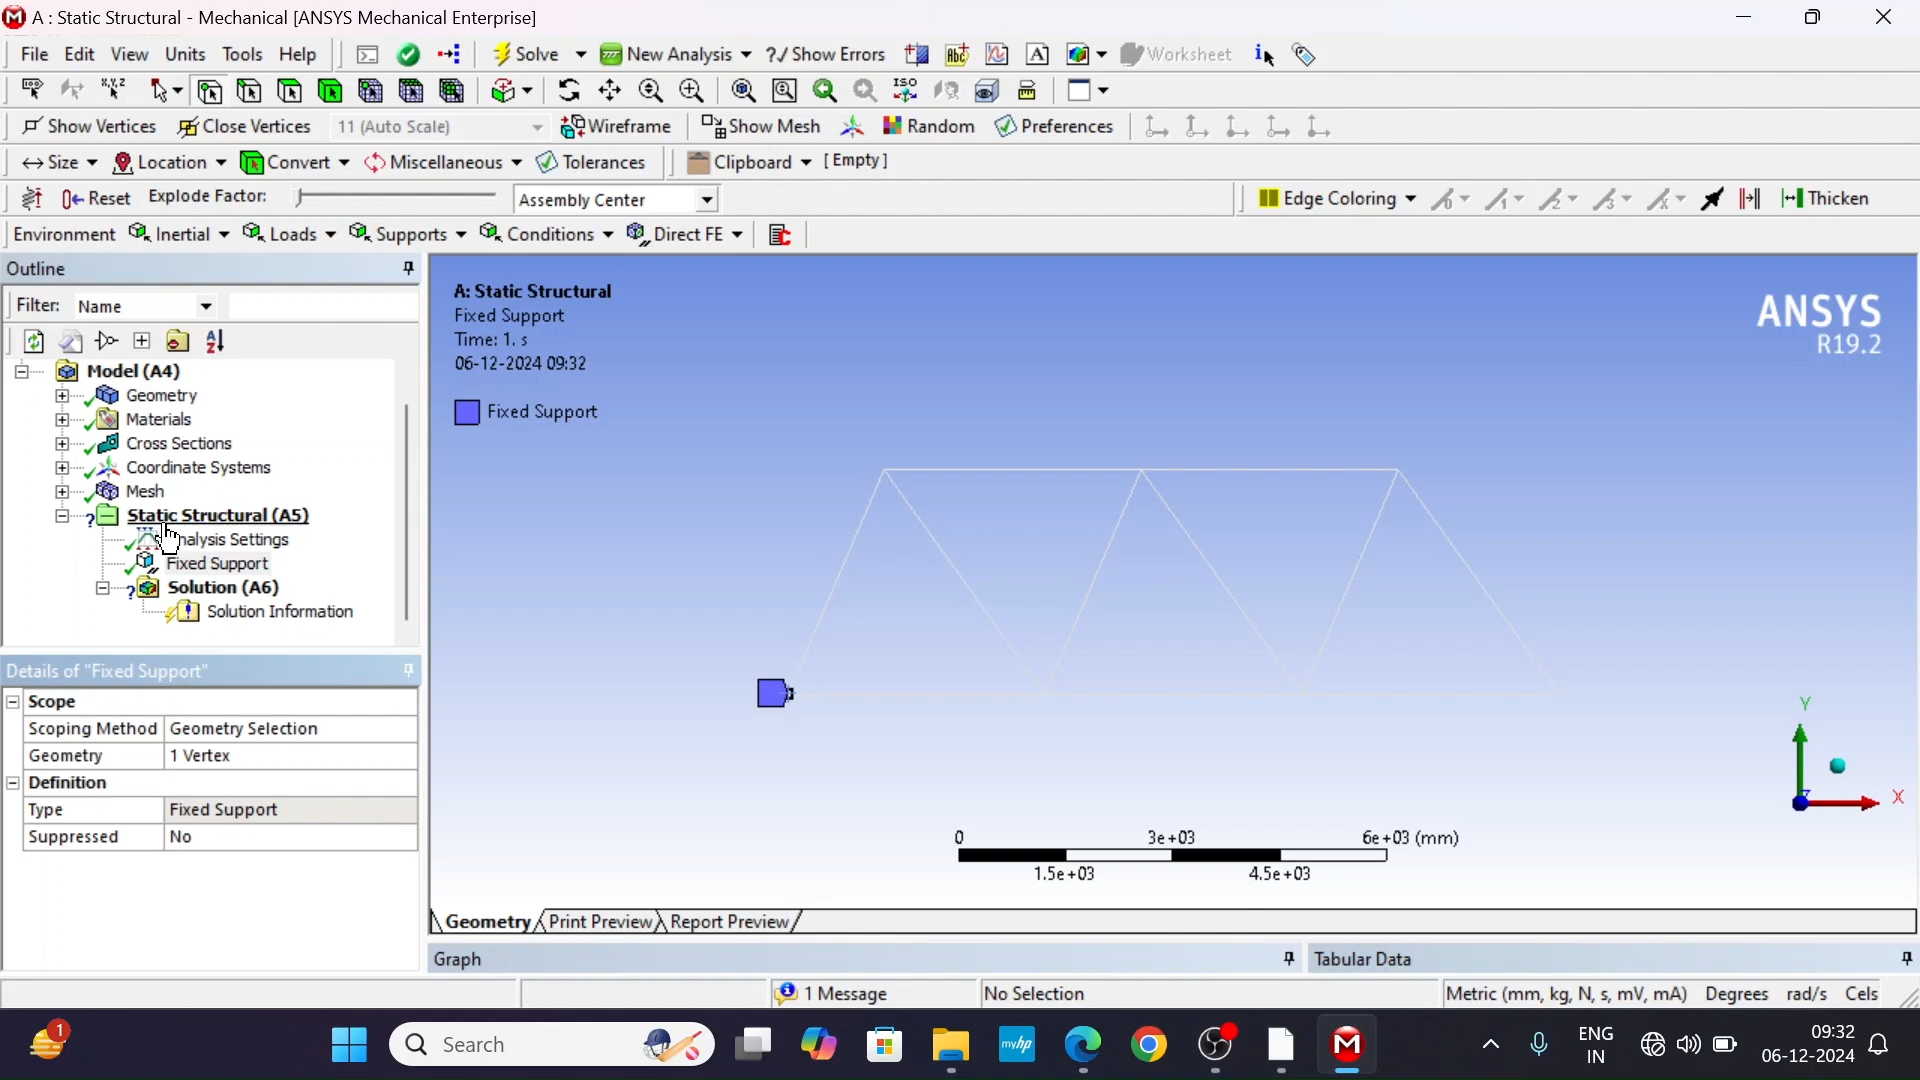 A : Static Structural - Mechanical [ANSYS Mechanical Enterprise]
File Edit View Units Tools Help Solve New Analysis ?/ Show Errors Worksheet
Show Vertices Close Vertices 11 (Auto Scale) Wireframe Show Mesh Random Preferences
Size Location Convert Miscellaneous Tolerances Clipboard [ Empty ]
Reset Explode Factor: Assembly Center Edge Coloring Thicken
Environment Inertial Loads Supports Conditions Direct FE
Outline
Filter: Name
Model (A4)
Geometry
Materials
Cross Sections
Coordinate Systems
Mesh
Static Structural (A5)
nalysis Settings
Fixed Support
Solution (A6)
Solution Information
Details of "Fixed Support"
Scope
Scoping Method Geometry Selection
Geometry 1 Vertex
Definition
Type Fixed Support
Suppressed No
A: Static Structural
Fixed Support
Time: 1. s
06-12-2024 09:32
Fixed Support
ANSYS
R19.2
Y
X
0 3e+03 6e+03 (mm)
1.5e+03 4.5e+03
Geometry Print Preview Report Preview
Graph Tabular Data
1 Message No Selection Metric (mm, kg, N, s, mV, mA) Degrees rad/s Cels
1 Search myhp ENG IN 09:32 06-12-2024